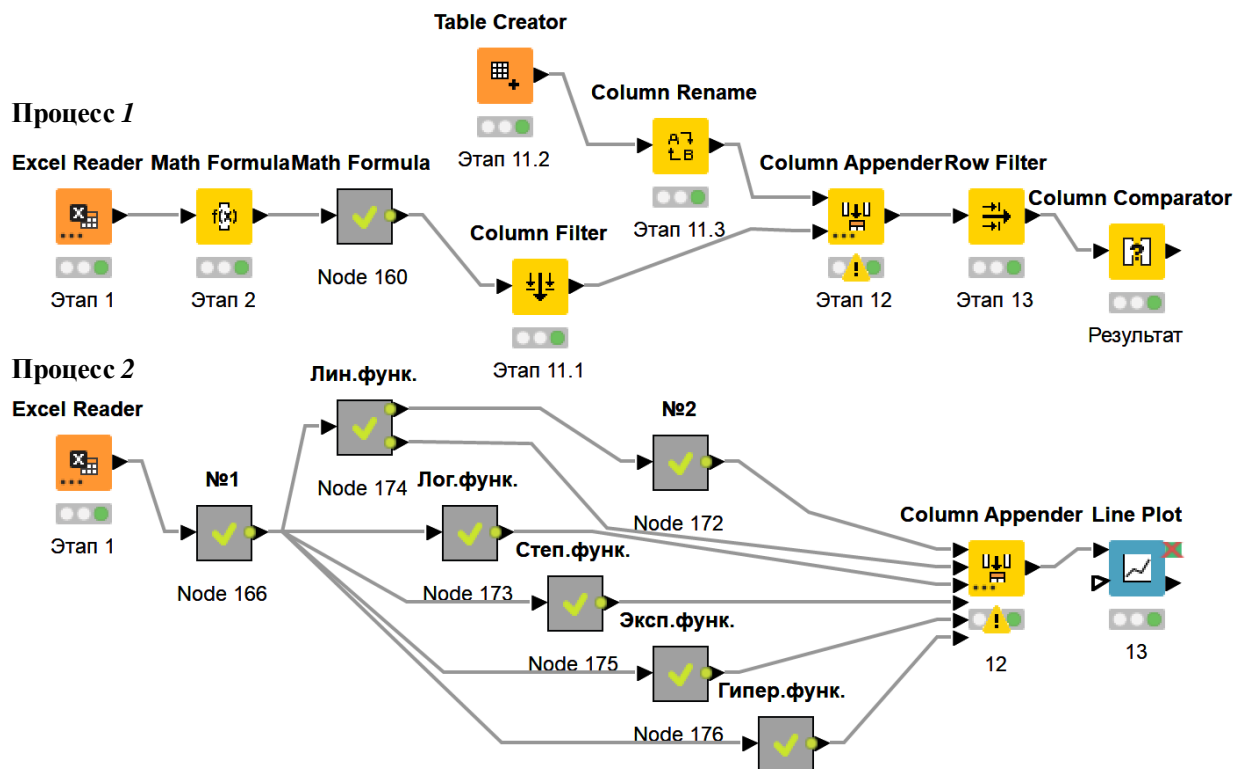 Table Creator
Этап 11.2
Column Rename
Этап 11.3
Процесс 1
Excel Reader
Этап 1
Math Formula
Этап 2
Math Formula
Node 160
Column Filter
Этап 11.1
Column Appender
Этап 12
Row Filter
Этап 13
Column Comparator
Результат
Процесс 2
Excel Reader
Этап 1
№1
Node 166
Лин.функ.
Node 174
№2
Node 172
Лог.функ.
Node 173
Степ.функ.
Node 175
Эксп.функ.
Node 176
Гипер.функ.
Column Appender
12
Line Plot
13